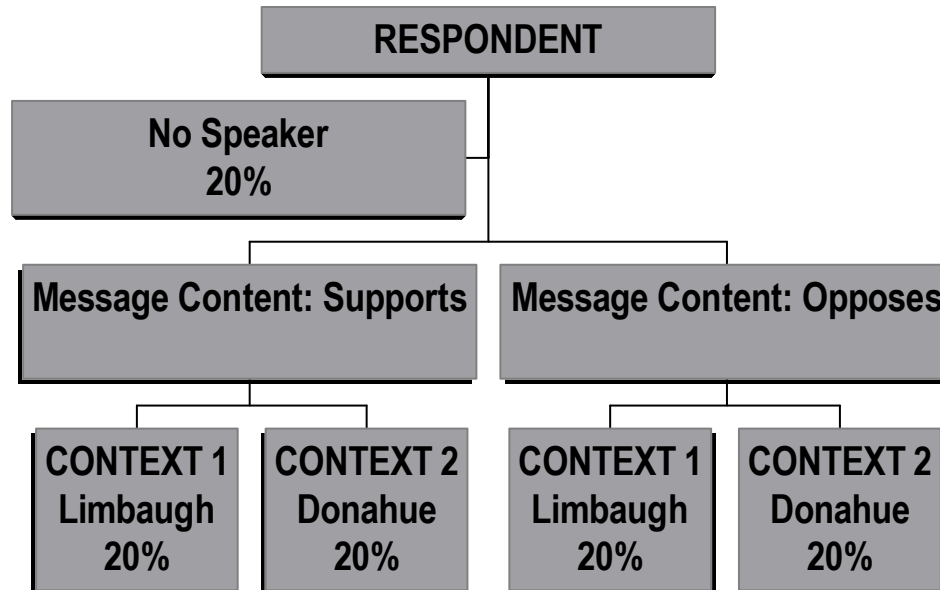 RESPONDENT
No Speaker
20%
Message Content: Supports
Message Content: Opposes
CONTEXT 1
Limbaugh
20%
CONTEXT 2
Donahue
20%
CONTEXT 1
Limbaugh
20%
CONTEXT 2
Donahue
20%